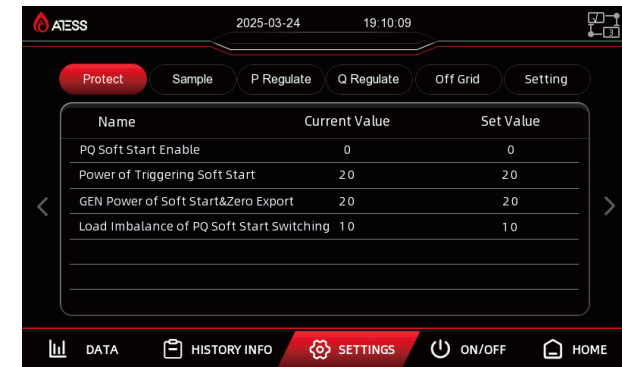 ATESS 2025-03-24 19:10:09
3
Protect Sample P Regulate Q Regulate Off Grid Setting
Name Current Value Set Value
PQ Soft Start Enable 0 0
Power of Triggering Soft Start 20 20
GEN Power of Soft Start&Zero Export 20 20
Load Imbalance of PQ Soft Start Switching 10 10
DATA HISTORY INFO SETTINGS ON/OFF HOME